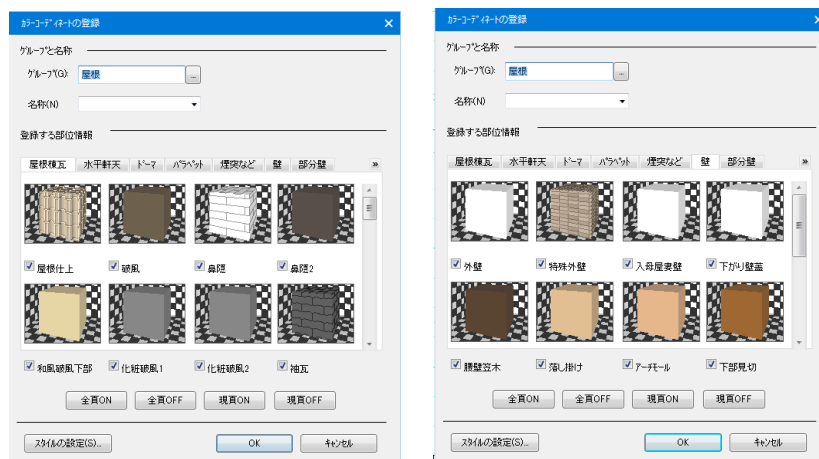 ｶﾗｰｺｰﾃﾞｨﾈｰﾄの登録
ｸﾞﾙｰﾌﾟと名称
ｸﾞﾙｰﾌﾟ(G):
屋根
...
名称(N)
登録する部位情報
屋根棟瓦 水平軒天 ﾄﾞｰﾏ ﾊﾟﾗﾍﾟｯﾄ 煙突など 壁 部分壁 »
屋根仕上 破風 鼻隠 鼻隠2
和風破風下部 化粧破風1 化粧破風2 袖瓦
全頁ON 全頁OFF 現頁ON 現頁OFF
ｽﾀｲﾙの設定(S)... OK ｷｬﾝｾﾙ
ｶﾗｰｺｰﾃﾞｨﾈｰﾄの登録
ｸﾞﾙｰﾌﾟと名称
ｸﾞﾙｰﾌﾟ(G):
屋根
...
名称(N)
登録する部位情報
屋根棟瓦 水平軒天 ﾄﾞｰﾏ ﾊﾟﾗﾍﾟｯﾄ 煙突など 壁 部分壁 »
外壁 特殊外壁 入母屋妻壁 下がり壁蓋
腰壁笠木 落し掛け ｱｰﾁﾓｰﾙ 下部見切
全頁ON 全頁OFF 現頁ON 現頁OFF
ｽﾀｲﾙの設定(S)... OK ｷｬﾝｾﾙ